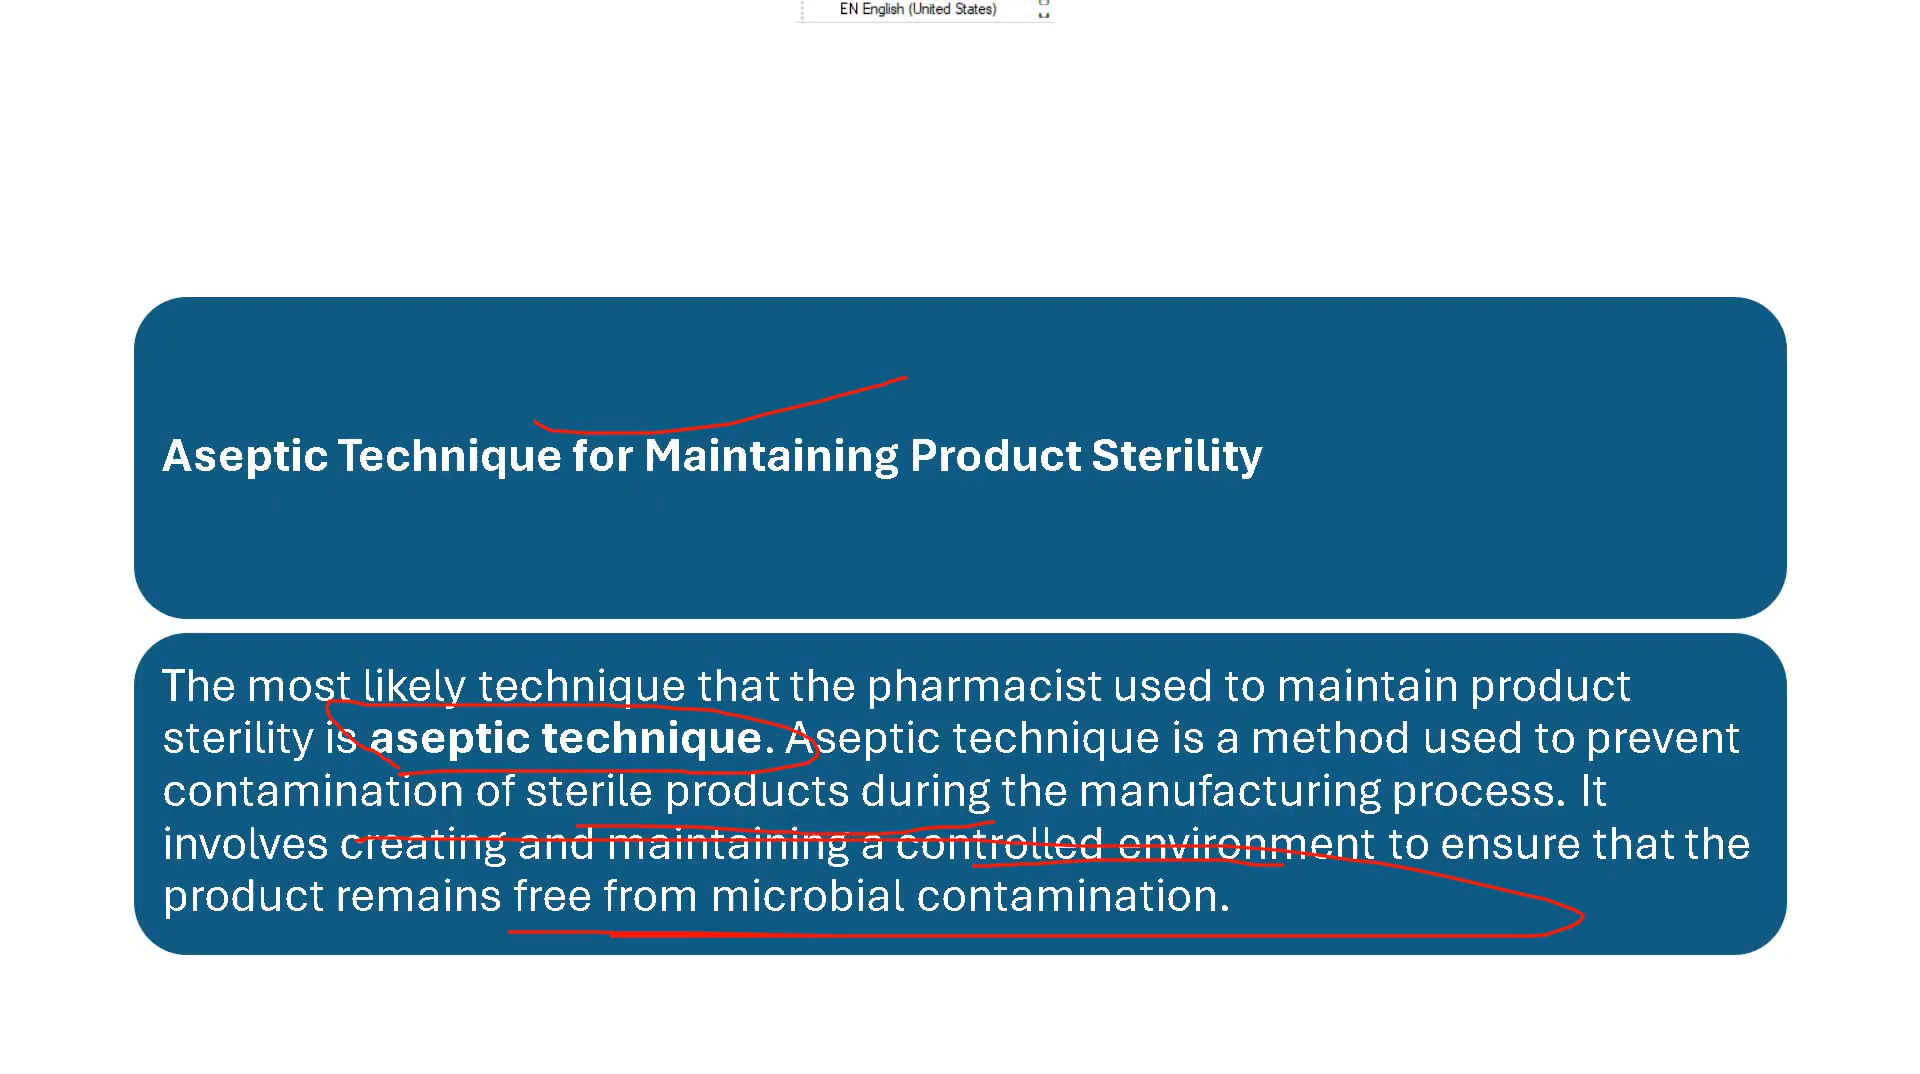 EN English (United States)
Aseptic Technique for Maintaining Product Sterility
The most likely technique that the pharmacist used to maintain product
sterility is aseptic technique. Aseptic technique is a method used to prevent
contamination of sterile products during the manufacturing process. It
involves creating and maintaining a controlled environment to ensure that the
product remains free from microbial contamination.